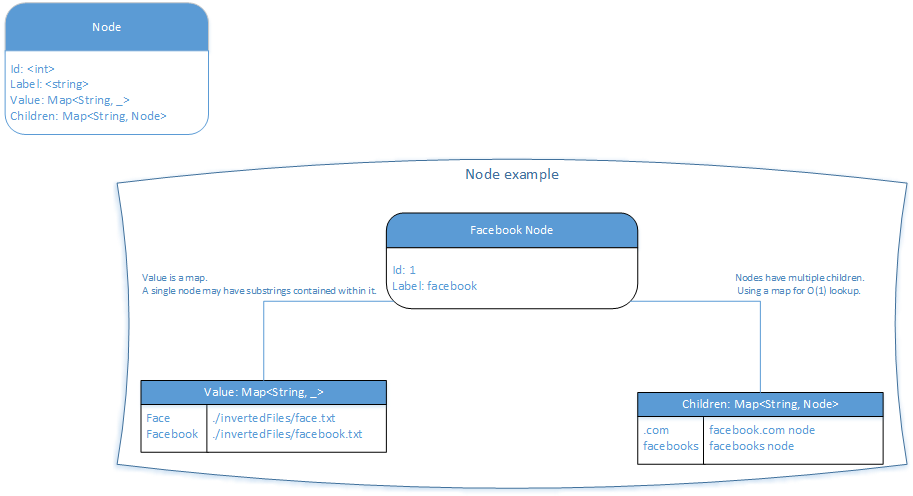 Node
Id: <int>
Label: <string>
Value: Map<String, _>
Children: Map<String, Node>
Node example
Facebook Node
Id: 1
Label: facebook
Value is a map.
A single node may have substrings contained within it.
Nodes have multiple children.
Using a map for O(1) lookup.
Value: Map<String, _>
Face ./invertedFiles/face.txt
Facebook ./invertedFiles/facebook.txt
Children: Map<String, Node>
.com facebook.com node
facebooks facebooks node